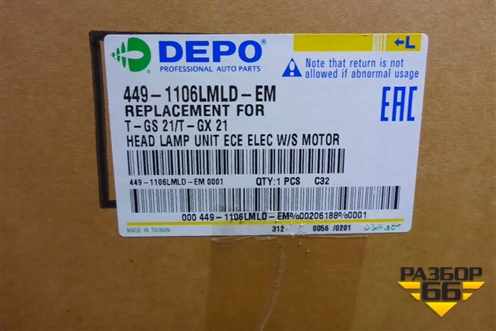 DEPO
PROFESSIONAL AUTO PARTS
←L
Note that return is not
allowed if abnormal usage
449-1106LMLD-EM
REPLACEMENT FOR
T-GS 21/T-GX 21
HEAD LAMP UNIT ECE ELEC W/S MOTOR
EAC
449-1106LMLD-EM 0001 QTY:1 PCS C32
000 449-1106LMLD-EM%00206188%0001
MADE IN TAIWAN 312 0056 /0201
РАЗБОР
66